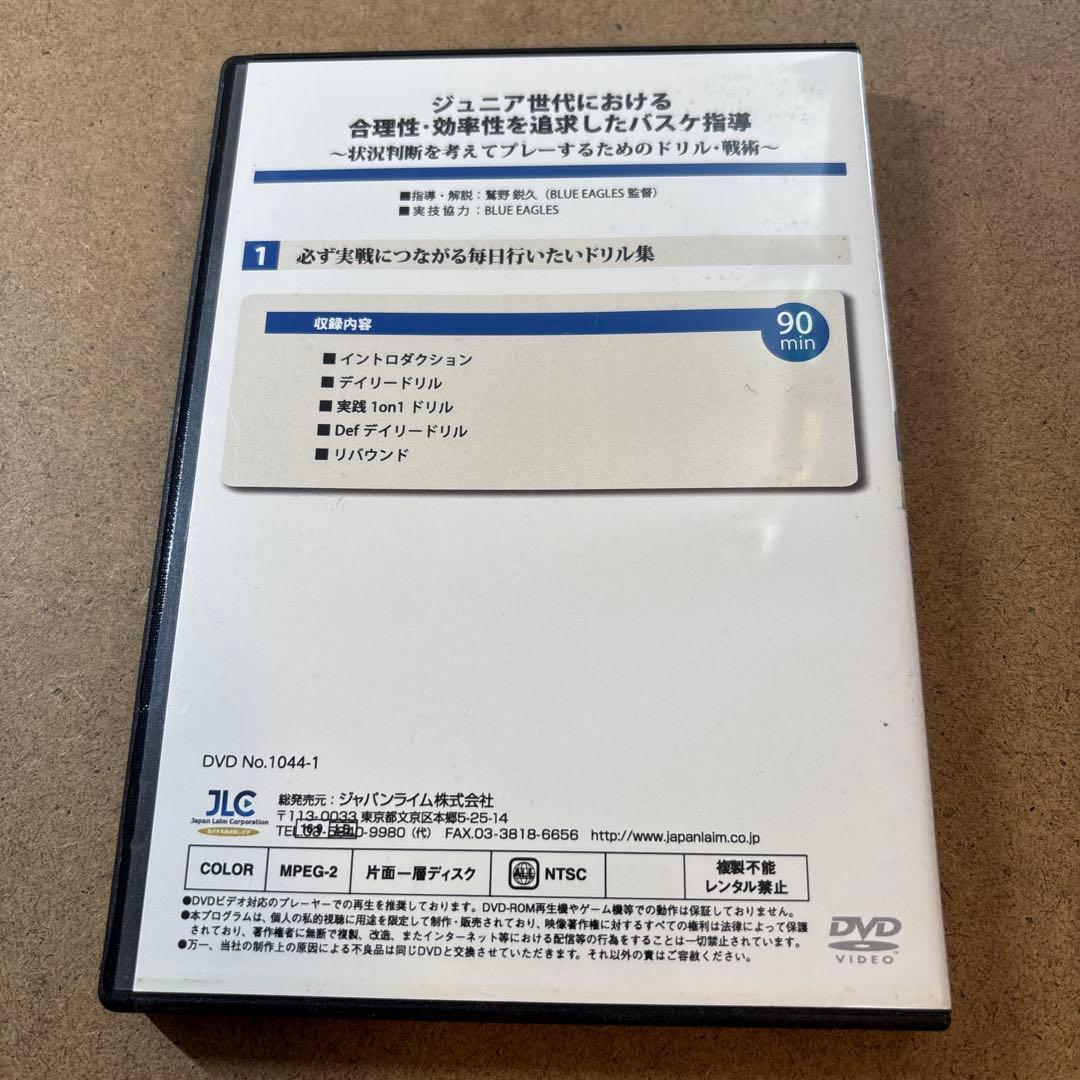 ジュニア世代における
合理性・効率性を追求したバスケ指導
～状況判断を考えてプレーするためのドリル・戦術～
■指導・解説：鷲野 鋭久（BLUE EAGLES 監督）
■実技協力：BLUE EAGLES
1 必ず実戦につながる毎日行いたいドリル集
収録内容
90
min
■イントロダクション
■デイリードリル
■実践 1on1 ドリル
■Def デイリードリル
■リバウンド
DVD No.1044-1
JLC
Japan Laim Corporation
総発売元：ジャパンライム株式会社
〒113-0033 東京都文京区本郷5-25-14
TEL.03-5840-9980（代） FAX.03-3818-6656 http://www.japanlaim.co.jp
16:9
COLOR MPEG-2 片面一層ディスク ALL NTSC 複製不能
レンタル禁止
●DVDビデオ対応のプレーヤーでの再生を推奨しております。DVD-ROM再生機やゲーム機等での動作は保証しておりません。
●本プログラムは、個人の私的視聴に用途を限定して制作・販売されており、映像著作権に対するすべての権利は法律によって保護
されており、著作権者に無断で複製、改造、またインターネット等における配信等の行為をすることは一切禁止されています。
●万一、当社の制作上の原因による不良品は同じDVDと交換させていただきます。それ以外の責はご容赦ください。
DVD
VIDEO™